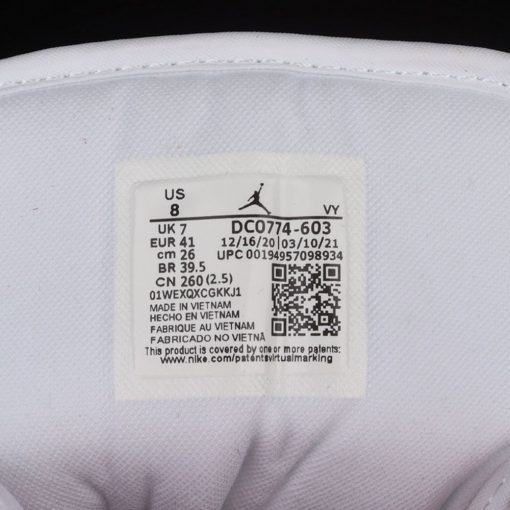 US
8
VY
UK 7
DC0774-603
EUR 41
12/16/20 03/10/21
cm 26
UPC 00194957098934
BR 39.5
CN 260 (2.5)
01WEXQXCGKKJ1
MADE IN VIETNAM
HECHO EN VIETNAM
FABRIQUE AU VIETNAM
FABRICADO NO VIETNAM
This product is covered by one or more patents:
www.nike.com/patentsvirtualmarking